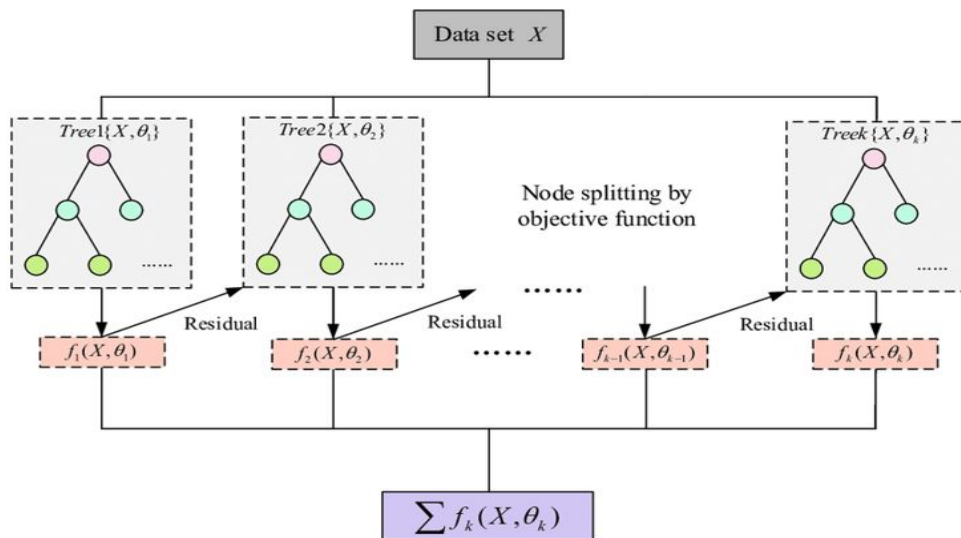 Data set X
Tree1{X,θ₁}
Tree2{X,θ₂}
Treek{X,θₖ}
Node splitting by
objective function
......
......
......
......
Residual
Residual
Residual
f₁(X,θ₁)
f₂(X,θ₂)
......
fₖ₋₁(X,θₖ₋₁)
fₖ(X,θₖ)
∑fₖ(X,θₖ)